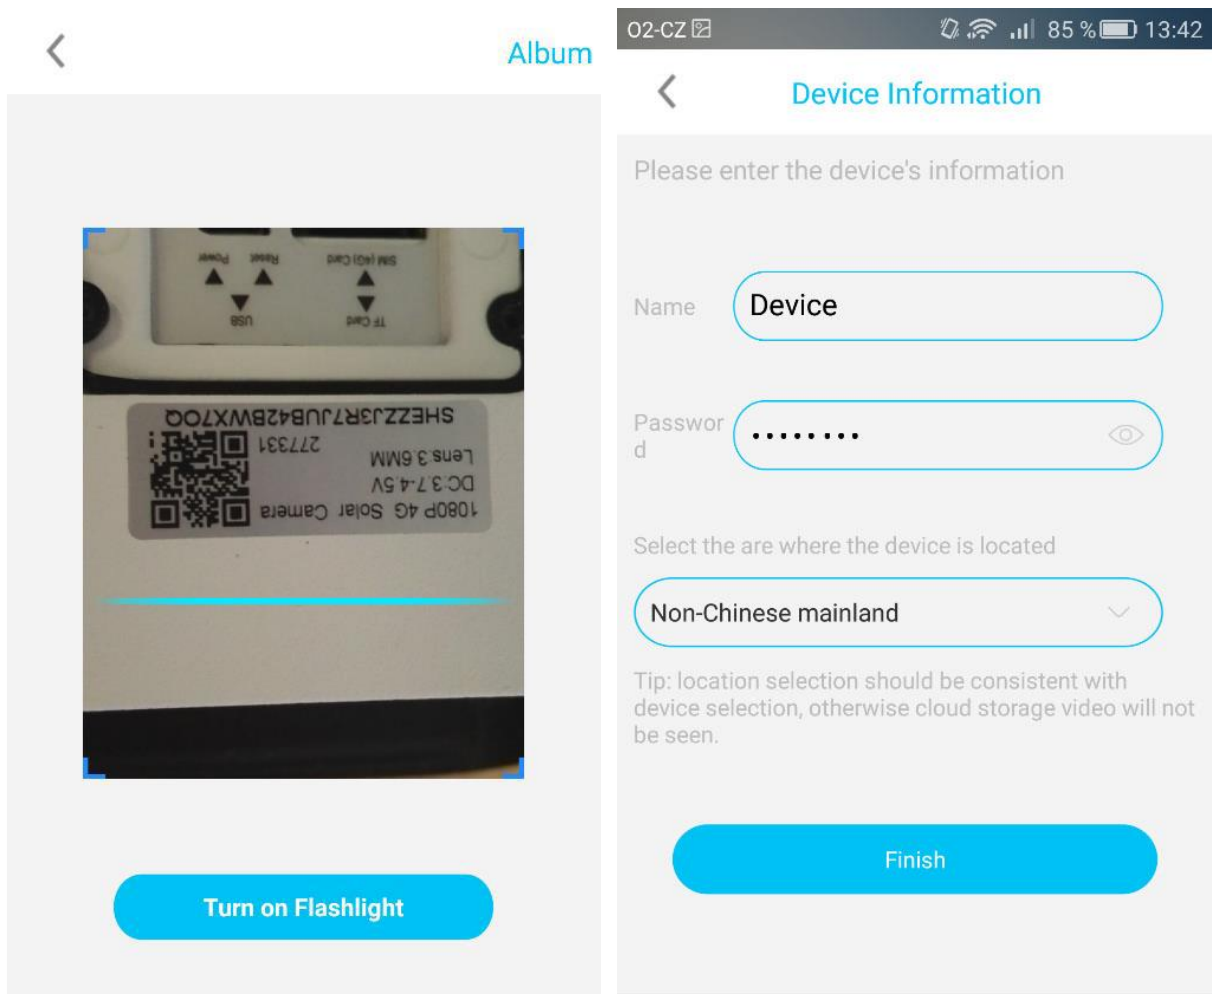 Album
Power
Reset
SIM (4G) Card
USB
TF Card
SHEZZJ3R7JUB42BWX7OQ
277331
Lens:3.6MM
DC:3.7-4.5V
1080P 4G Solar Camera
Turn on Flashlight
O2-CZ 85 % 13:42
Device Information
Please enter the device's information
Name Device
Passwor
d ••••••••
Select the are where the device is located
Non-Chinese mainland
Tip: location selection should be consistent with
device selection, otherwise cloud storage video will not
be seen.
Finish